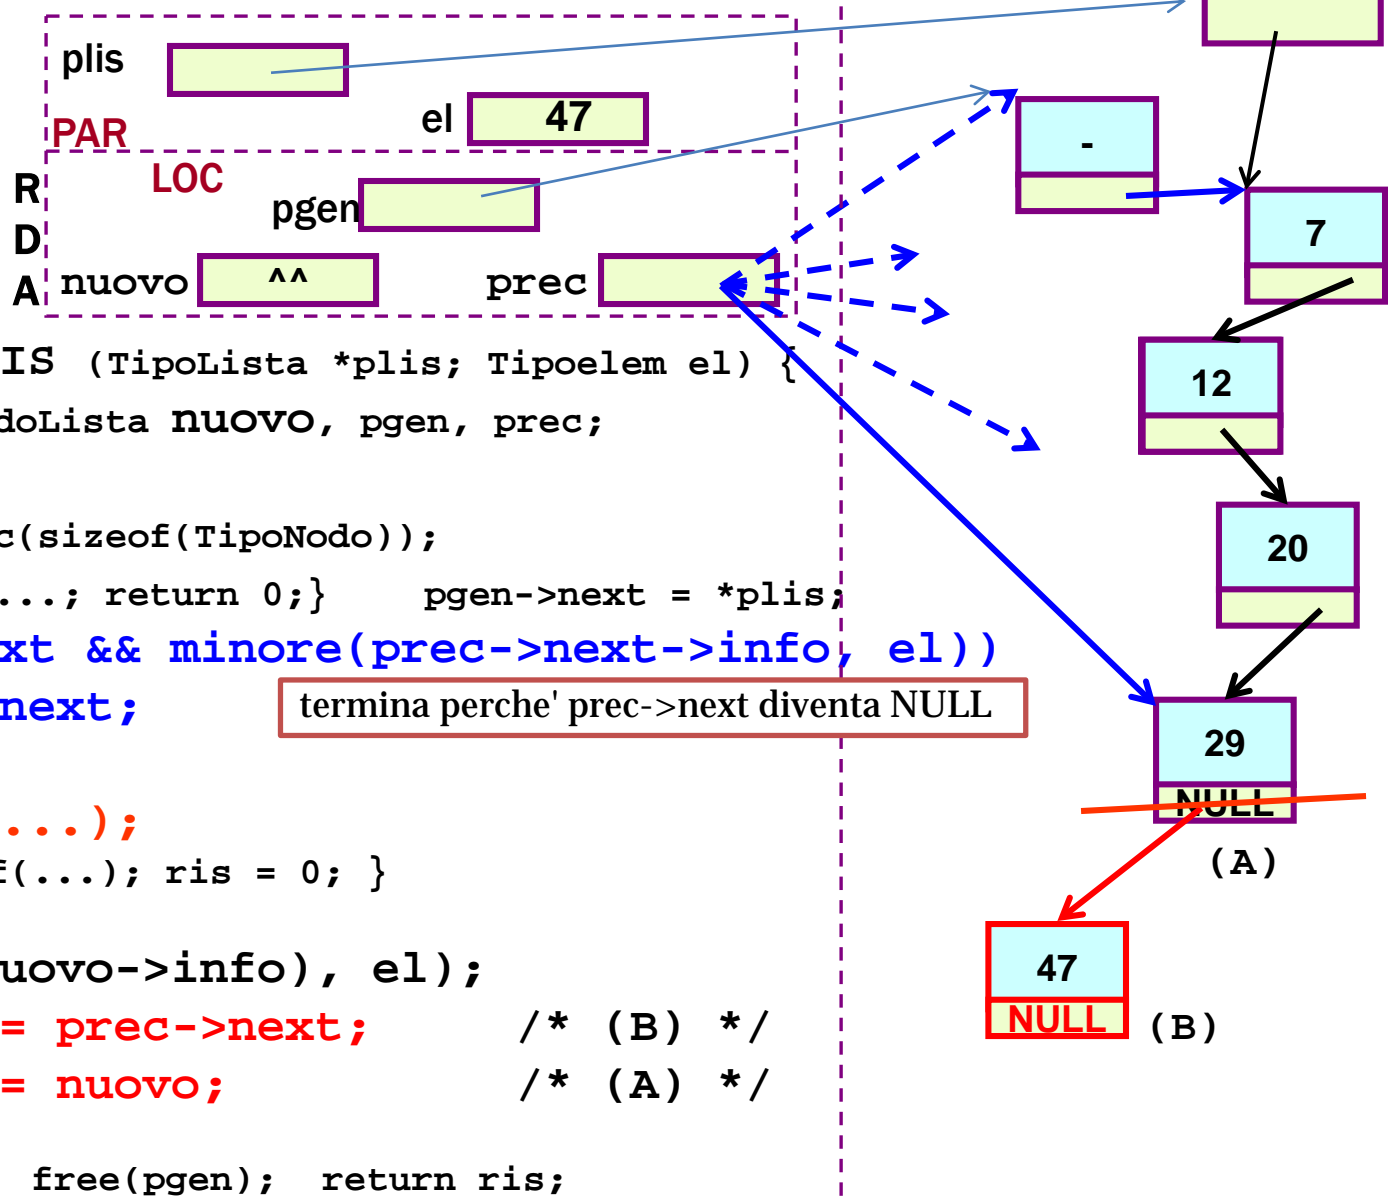 plis
el 47
PAR
LOC
R
D
A
pgen
nuovo ^^ prec
IS (TipoLista *plis; Tipoelem el) {
doLista nuovo, pgen, prec;
c(sizeof(TipoNodo));
...; return 0;} pgen->next = *plis;
xt && minore(prec->next->info, el))
next;
termina perche' prec->next diventa NULL
...);
f(...); ris = 0; }
uovo->info), el);
= prec->next; /* (B) */
= nuovo; /* (A) */
free(pgen); return ris;
-
7
12
20
29
NULL
(A)
47
NULL (B)